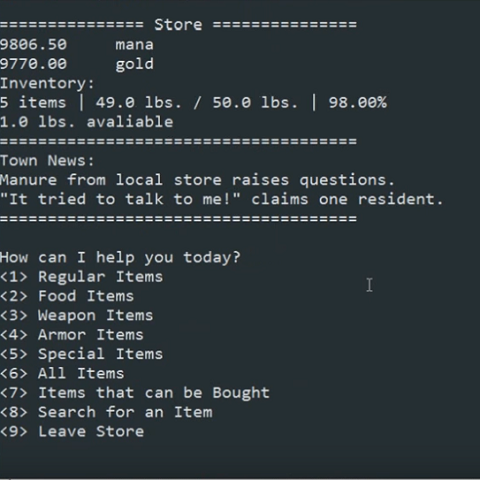 =============== Store ===============
9806.50     mana
9770.00     gold
Inventory:
5 items | 49.0 lbs. / 50.0 lbs. | 98.00%
1.0 lbs. avaliable
=====================================
Town News:
Manure from local store raises questions.
"It tried to talk to me!" claims one resident.
=====================================
How can I help you today?
<1> Regular Items
<2> Food Items
<3> Weapon Items
<4> Armor Items
<5> Special Items
<6> All Items
<7> Items that can be Bought
<8> Search for an Item
<9> Leave Store